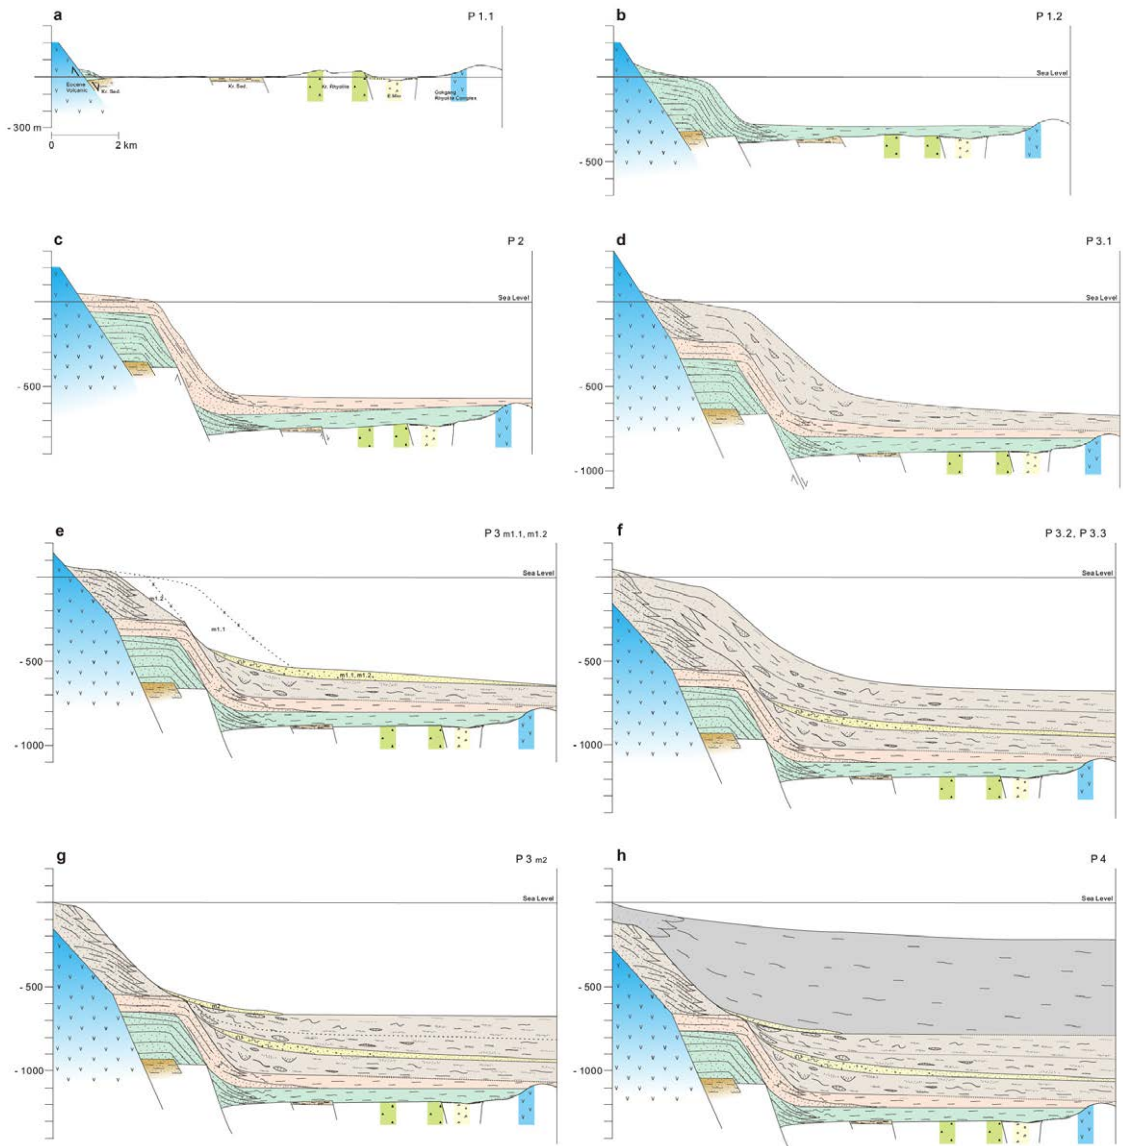 a
P 1.1
Eocene
Volcanic
Kr. Sed.
Kr. Sed.
Kr. Rhyolite
E.Mio
Gokgang
Rhyolite Complex
- 300 m
0
2 km
b
P 1.2
Sea Level
- 500
c
P 2
Sea Level
- 500
d
P 3.1
Sea Level
- 500
- 1000
e
P 3 m1.1, m1.2
Sea Level
m1.2
m1.1
m1.1, m1.2
- 500
- 1000
f
P 3.2, P 3.3
Sea Level
- 500
- 1000
g
P 3 m2
Sea Level
m2
- 500
- 1000
h
P 4
Sea Level
- 500
- 1000